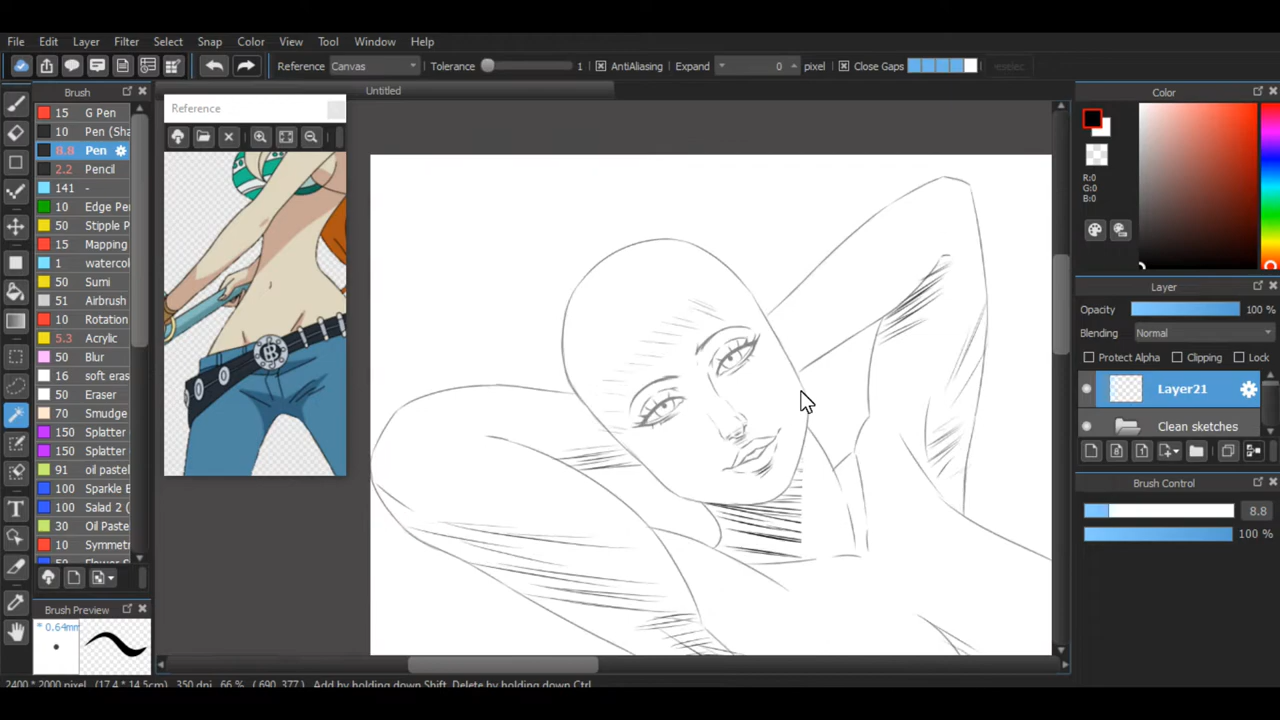 File Edit Layer Filter Select Snap Color View Tool Window Help
Reference Canvas Tolerance 1 AntiAliasing Expand 0 pixel Close Gaps
Brush
Untitled
Color
Reference
15 G Pen
10 Pen (Sha
8.8 Pen
2.2 Pencil
141 -
10 Edge Pen
50 Stipple P
15 Mapping
1 watercol
50 Sumi
51 Airbrush
10 Rotation
5.3 Acrylic
50 Blur
16 soft eras
50 Eraser
70 Smudge
150 Splatter
150 Splatter
91 oil pastel
100 Sparkle B
100 Salad 2 (
30 Oil Paste
10 Symmetr
T
Brush Preview
* 0.64mm
R:0
G:0
B:0
Layer
Opacity 100 %
Blending Normal
Protect Alpha Clipping Lock
Layer21
Clean sketches
8 1
Brush Control
8.8
100 %
2400 * 2000 pixel (17.4 * 14.5cm) 350 dpi 66 % ( 690, 377 ) Add by holding down Shift, Delete by holding down Ctrl